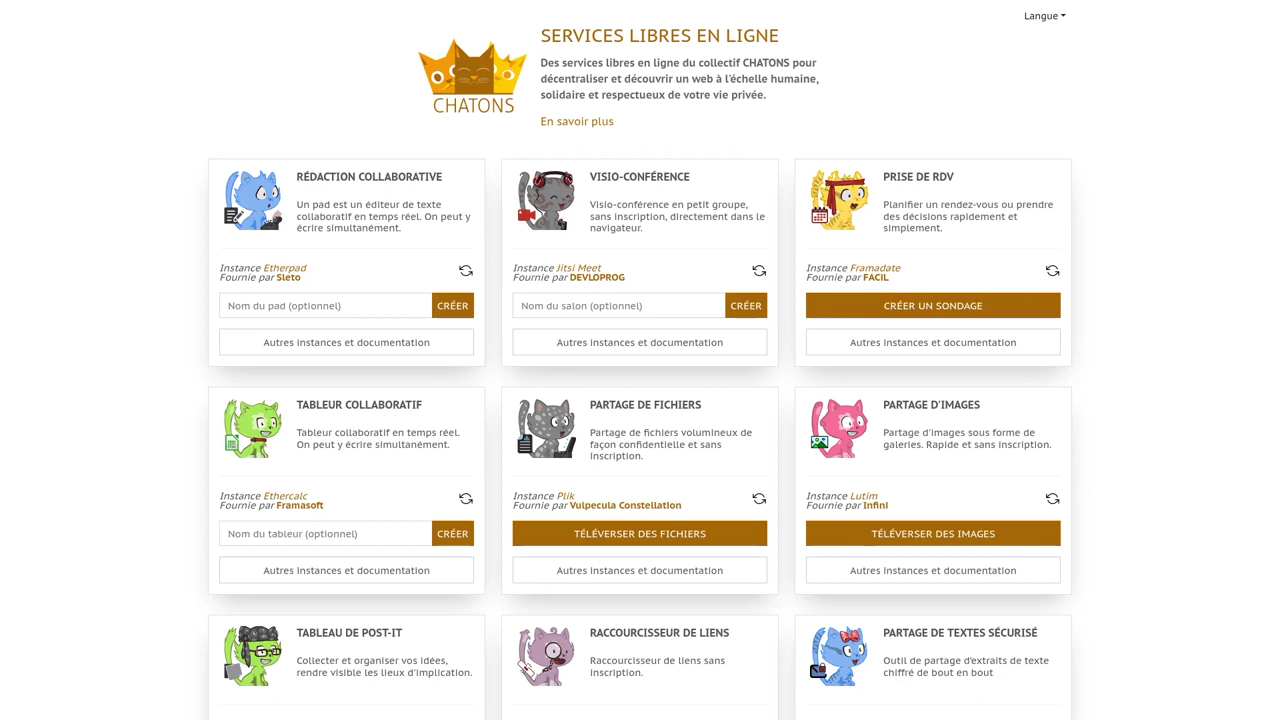 Langue
CHATONS
SERVICES LIBRES EN LIGNE
Des services libres en ligne du collectif CHATONS pour
décentraliser et découvrir un web à l'échelle humaine,
solidaire et respectueux de votre vie privée.
En savoir plus
RÉDACTION COLLABORATIVE
Un pad est un éditeur de texte
collaboratif en temps réel. On peut y
écrire simultanément.
Instance Etherpad
Fournie par Sleto
Nom du pad (optionnel)
CRÉER
Autres instances et documentation
VISIO-CONFÉRENCE
Visio-conférence en petit groupe,
sans inscription, directement dans le
navigateur.
Instance Jitsi Meet
Fournie par DEVLOPROG
Nom du salon (optionnel)
CRÉER
Autres instances et documentation
PRISE DE RDV
Planifier un rendez-vous ou prendre
des décisions rapidement et
simplement.
Instance Framadate
Fournie par FACIL
CRÉER UN SONDAGE
Autres instances et documentation
TABLEUR COLLABORATIF
Tableur collaboratif en temps réel.
On peut y écrire simultanément.
Instance Ethercalc
Fournie par Framasoft
Nom du tableur (optionnel)
CRÉER
Autres instances et documentation
PARTAGE DE FICHIERS
Partage de fichiers volumineux de
façon confidentielle et sans
inscription.
Instance Plik
Fournie par Vulpecula Constellation
TÉLÉVERSER DES FICHIERS
Autres instances et documentation
PARTAGE D'IMAGES
Partage d'images sous forme de
galeries. Rapide et sans inscription.
Instance Lutim
Fournie par Infini
TÉLÉVERSER DES IMAGES
Autres instances et documentation
TABLEAU DE POST-IT
Collecter et organiser vos idées,
rendre visible les lieux d'implication.
RACCOURCISSEUR DE LIENS
Raccourcisseur de liens sans
inscription.
PARTAGE DE TEXTES SÉCURISÉ
Outil de partage d'extraits de texte
chiffré de bout en bout